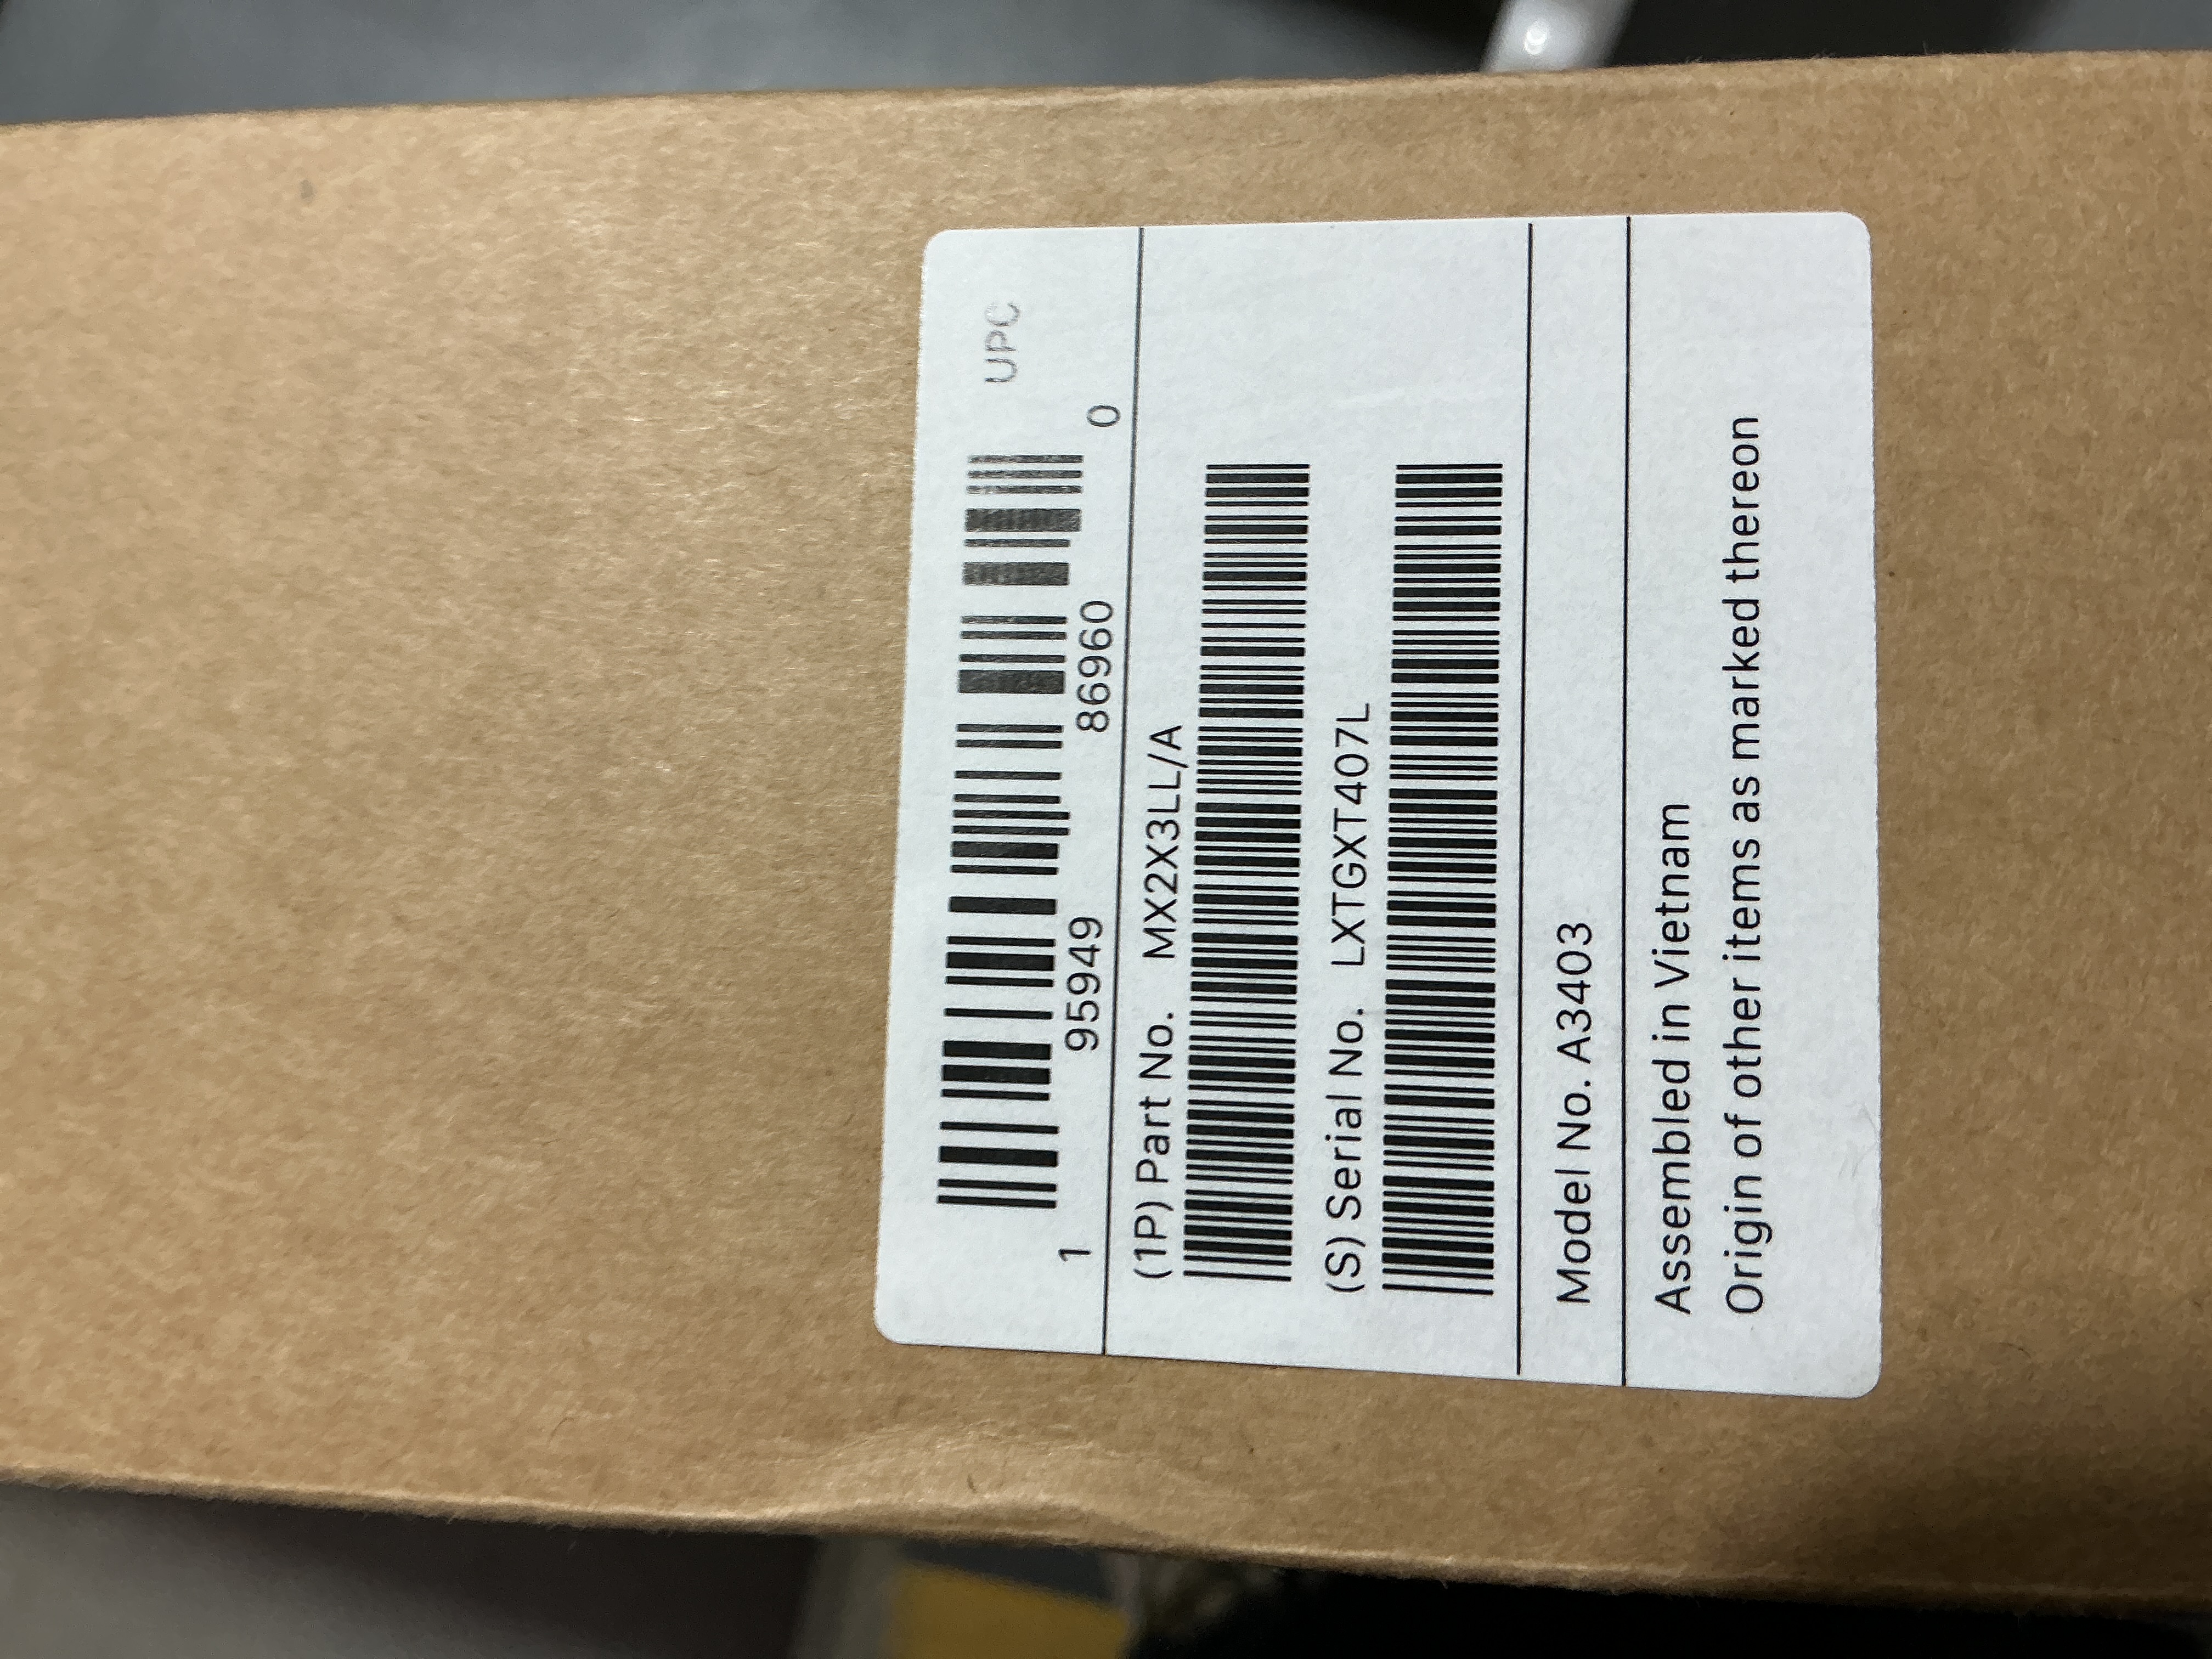 UPC
1 95949 86960 0
(1P) Part No. MX2X3LL/A
(S) Serial No. LXTGXT407L
Model No. A3403
Assembled in Vietnam
Origin of other items as marked thereon